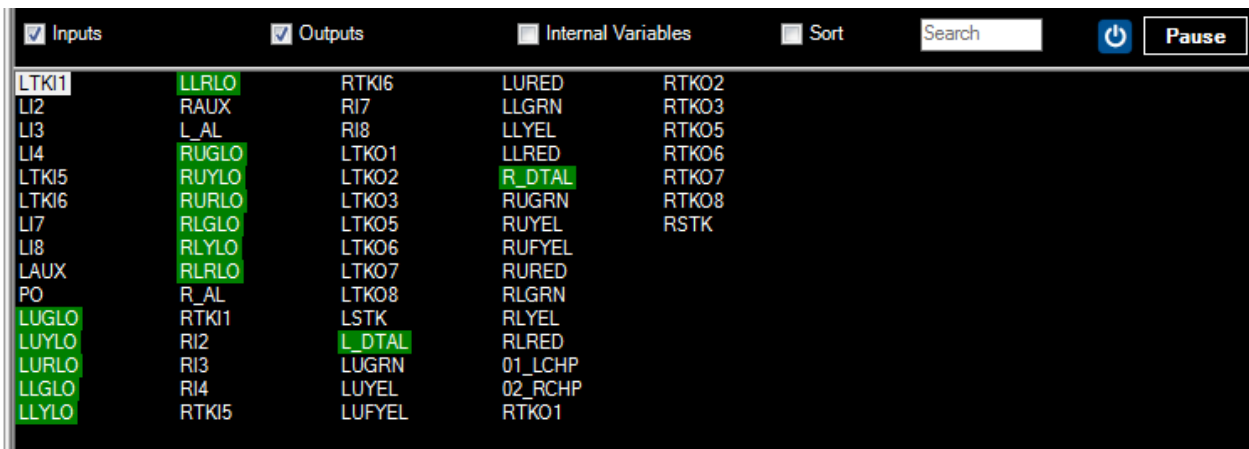 Inputs Outputs Internal Variables Sort Search Pause
LTKI1 LLRLO RTKI6 LURED RTKO2
LI2 RAUX RI7 LLGRN RTKO3
LI3 L_AL RI8 LLYEL RTKO5
LI4 RUGLO LTKO1 LLRED RTKO6
LTKI5 RUYLO LTKO2 R_DTAL RTKO7
LTKI6 RURLO LTKO3 RUGRN RTKO8
LI7 RLGLO LTKO5 RUYEL RSTK
LI8 RLYLO LTKO6 RUFYEL
LAUX RLRLO LTKO7 RURED
PO R_AL LTKO8 RLGRN
LUGLO RTKI1 LSTK RLYEL
LUYLO RI2 L_DTAL RLRED
LURLO RI3 LUGRN 01_LCHP
LLGLO RI4 LUYEL 02_RCHP
LLYLO RTKI5 LUFYEL RTKO1